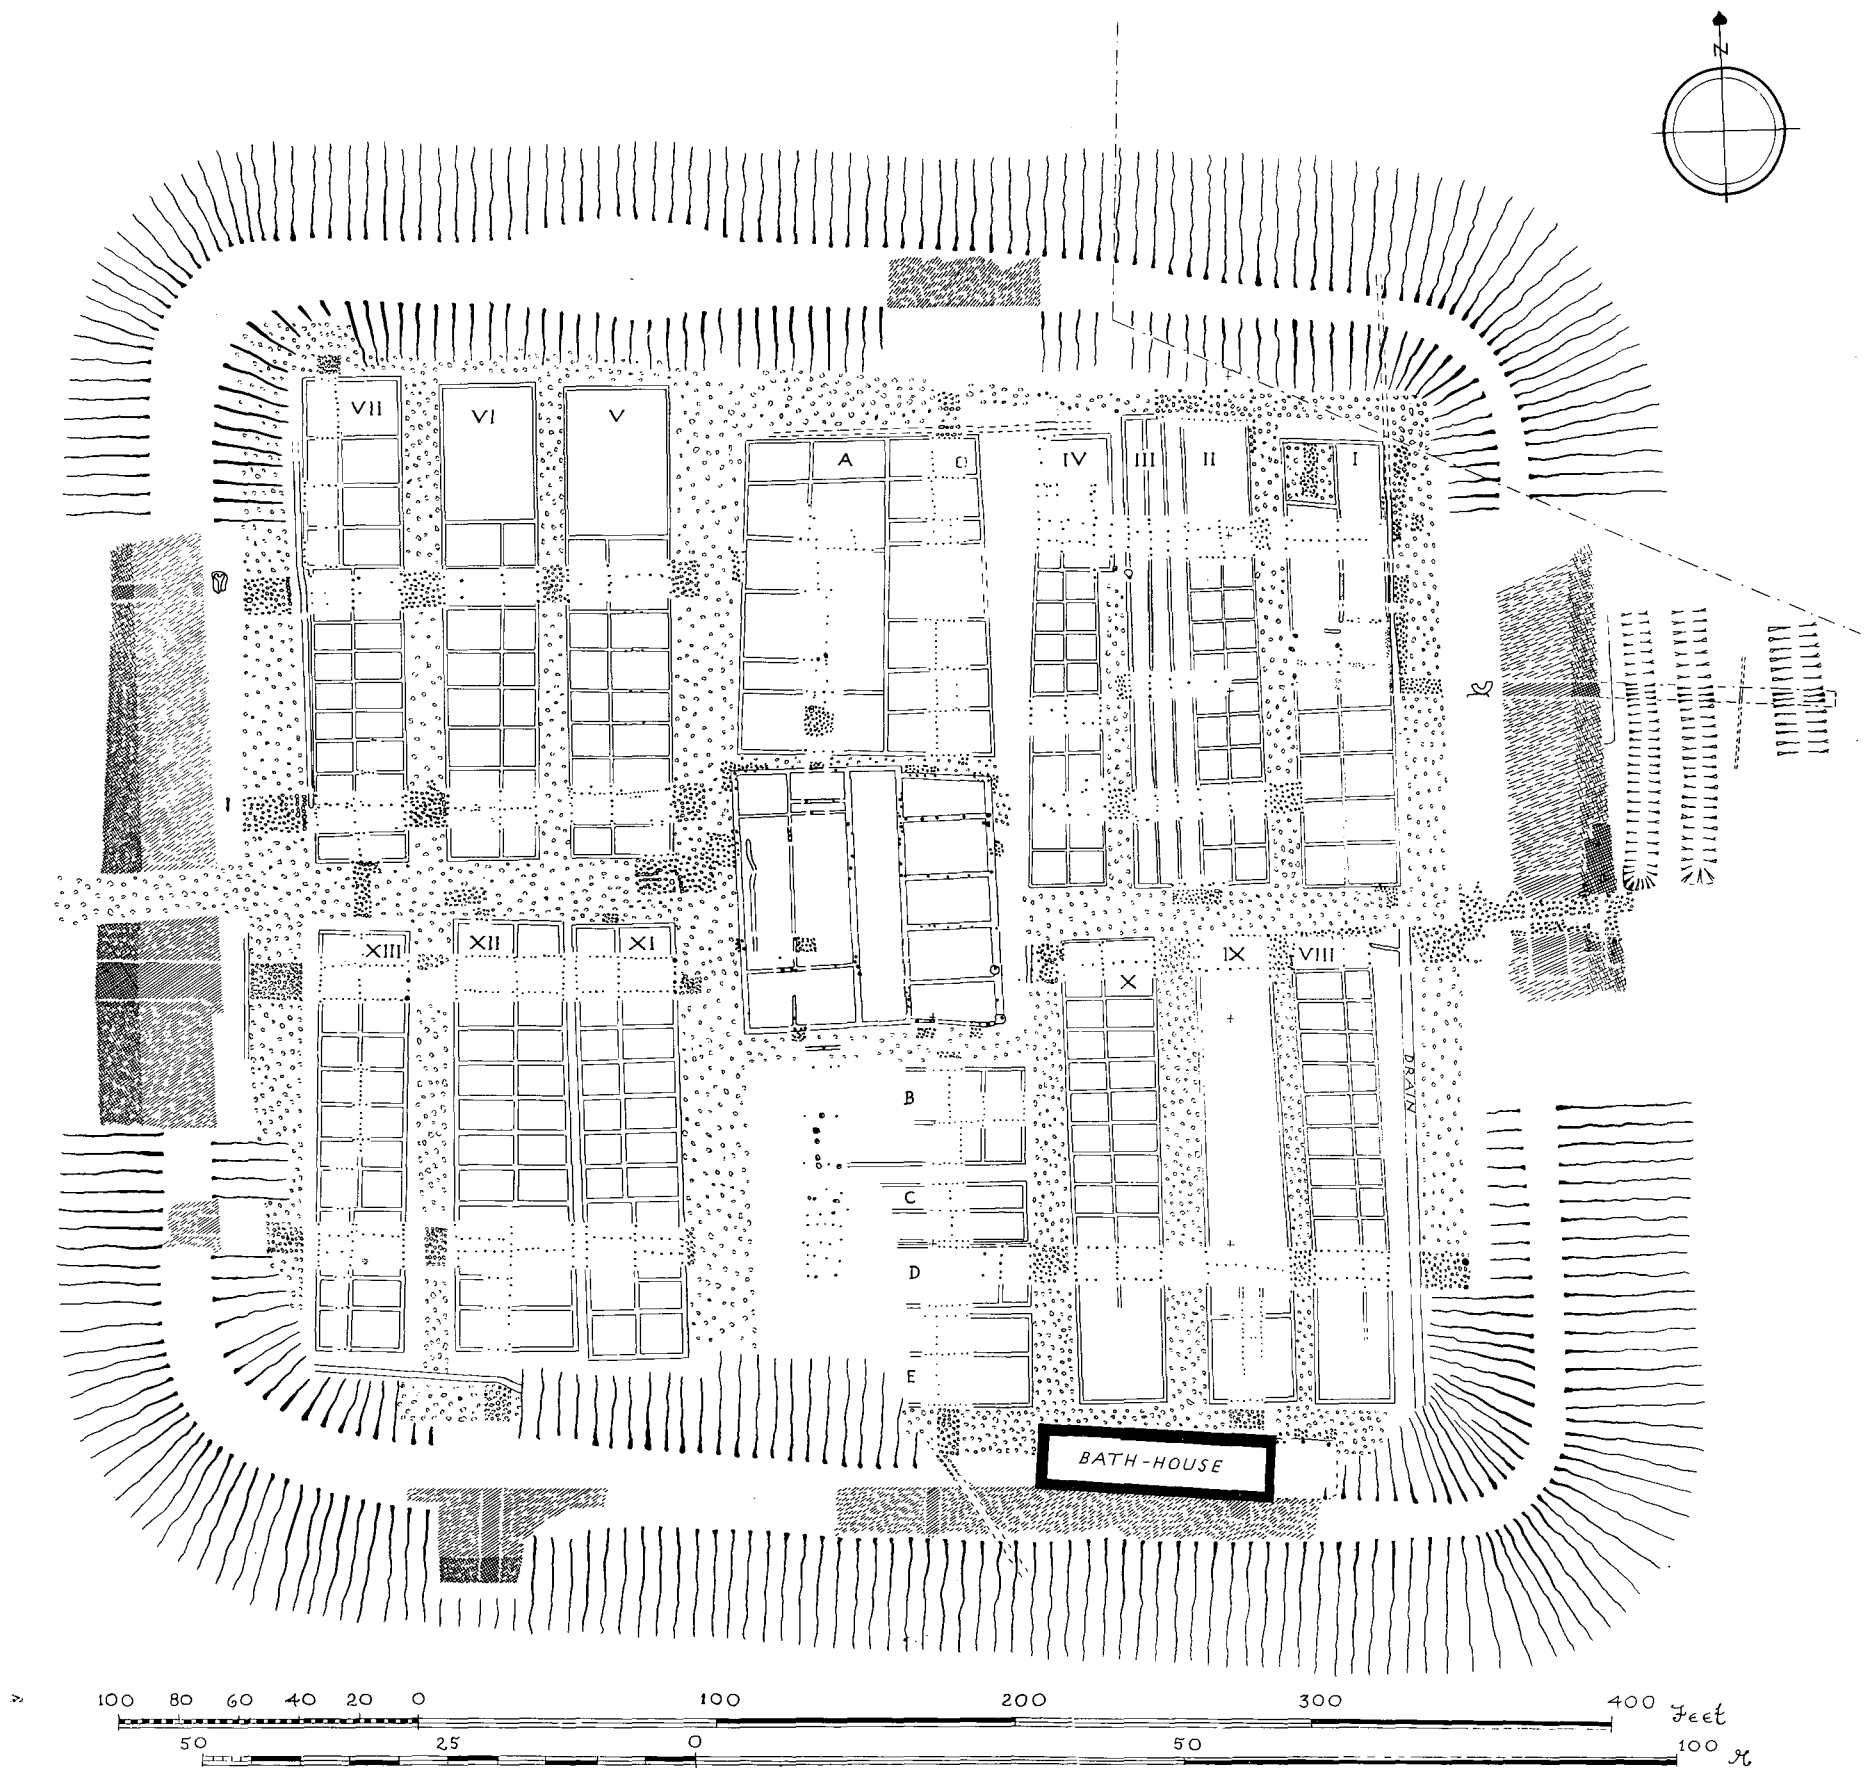 N
VII VI V A IV III II I
XIII XII XI X IX VIII
DRAIN
B
C
D
E
BATH-HOUSE
100 80 60 40 20 0 100 200 300 400 Feet
50 25 0 50 100 M